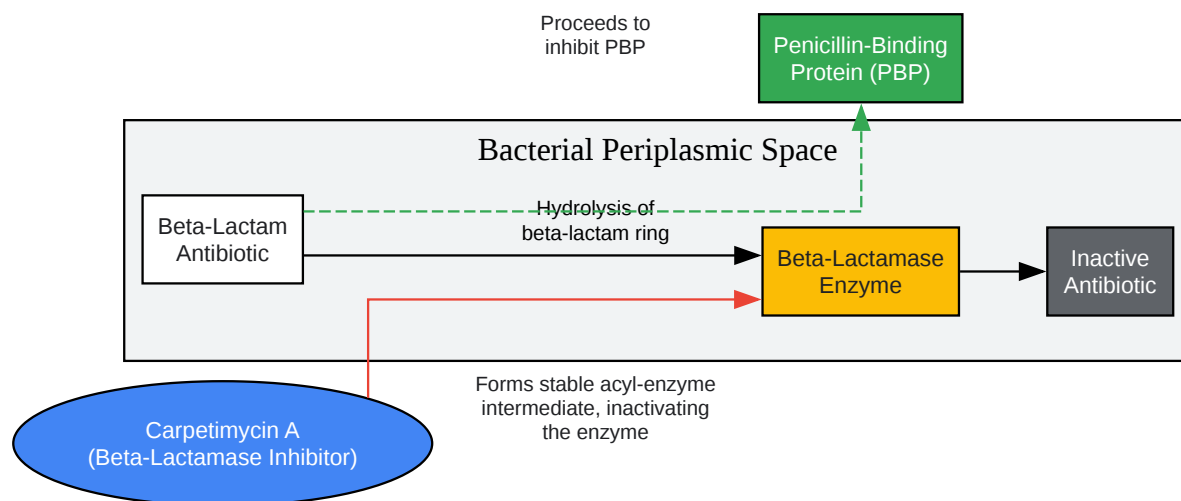 Proceeds to
inhibit PBP
Penicillin-Binding
Protein (PBP)
Bacterial Periplasmic Space
Beta-Lactam
Antibiotic
Hydrolysis of
beta-lactam ring
Beta-Lactamase
Enzyme
Inactive
Antibiotic
Forms stable acyl-enzyme
intermediate, inactivating
the enzyme
Carpetimycin A
(Beta-Lactamase Inhibitor)